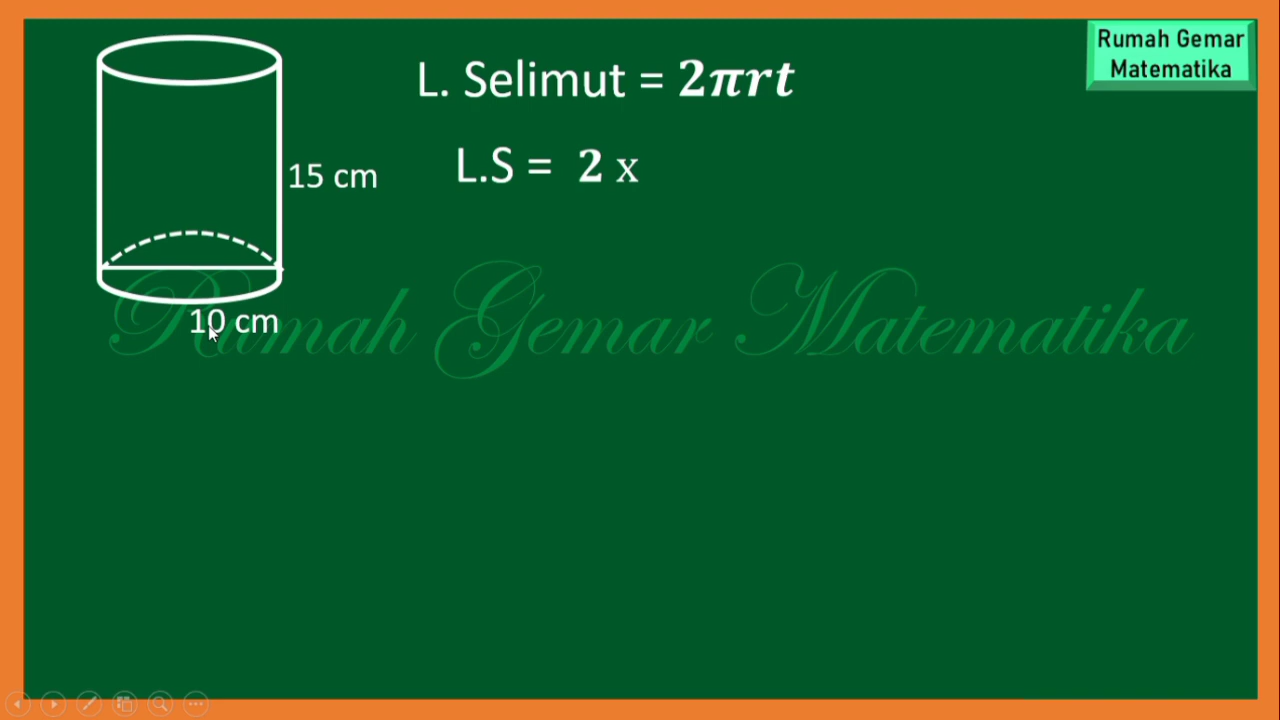 Rumah Gemar
Matematika
L. Selimut = 2πrt
L.S = 2 x
15 cm
10 cm
Rumah Gemar Matematika